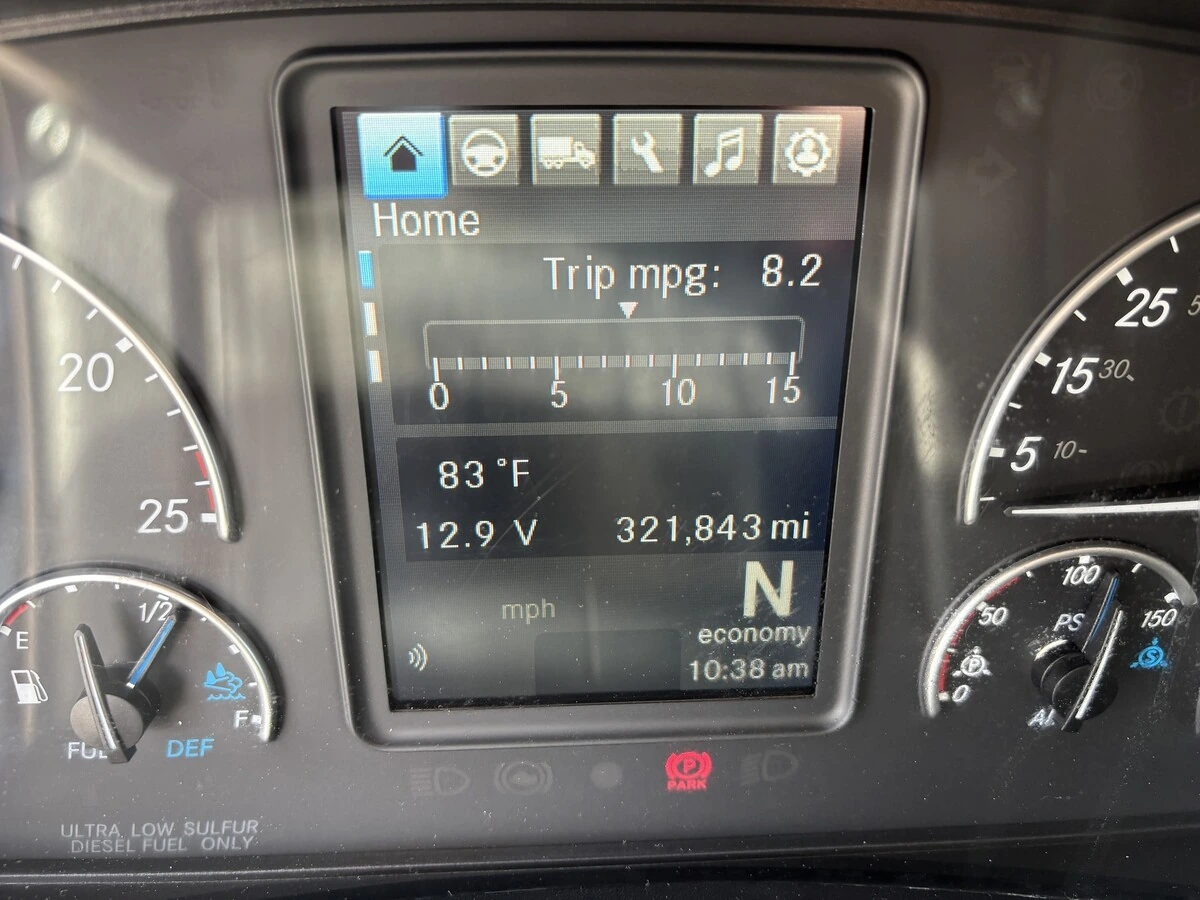 Home
Trip mpg: 8.2
0 5 10 15
83 °F
12.9 V 321,843 mi
N
mph
economy
10:38 am
20
25
1/2
E
F
DEF
25
15 30
5 10
100
50
PS
150
0
P
S
P
PARK
ULTRA LOW SULFUR
DIESEL FUEL ONLY